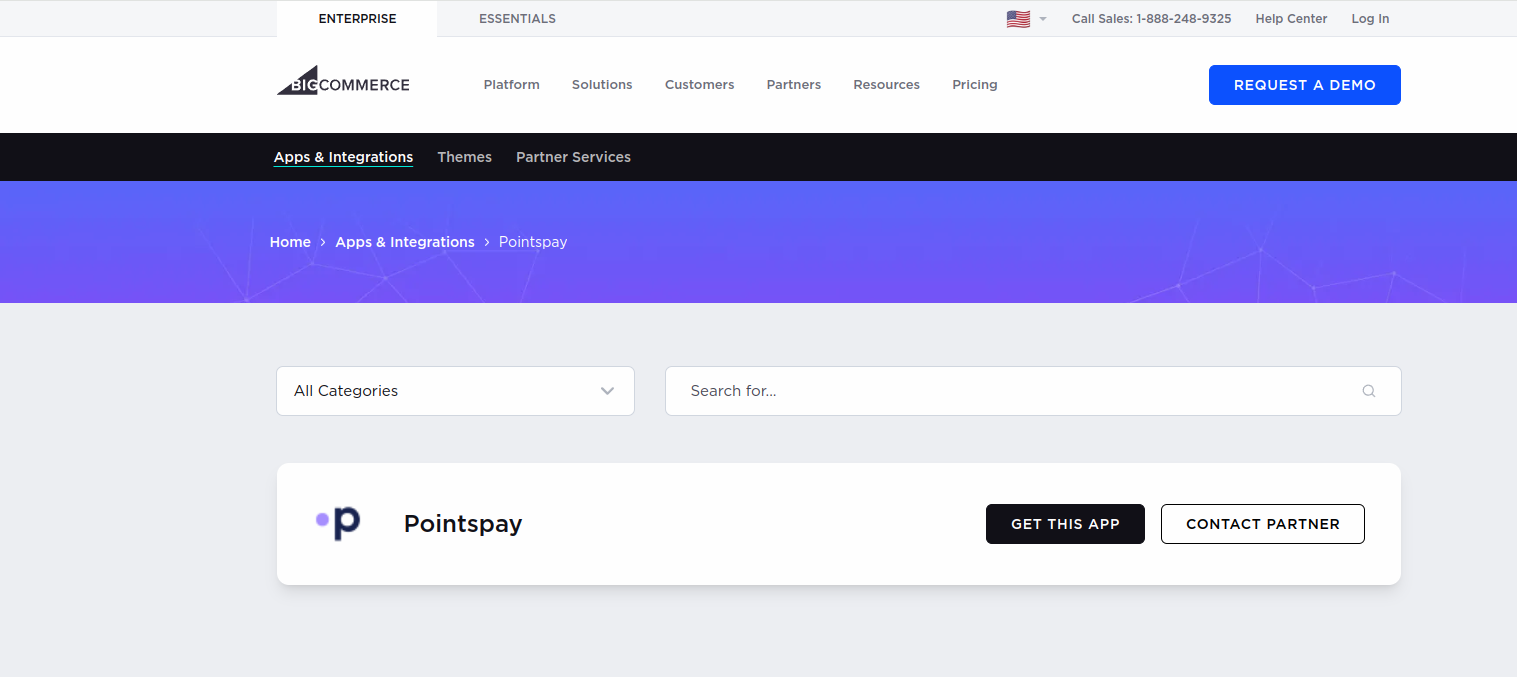 ENTERPRISE ESSENTIALS Call Sales: 1-888-248-9325 Help Center Log In
BIGCOMMERCE Platform Solutions Customers Partners Resources Pricing REQUEST A DEMO
Apps & Integrations Themes Partner Services
Home › Apps & Integrations › Pointspay
All Categories Search for...
p Pointspay GET THIS APP CONTACT PARTNER